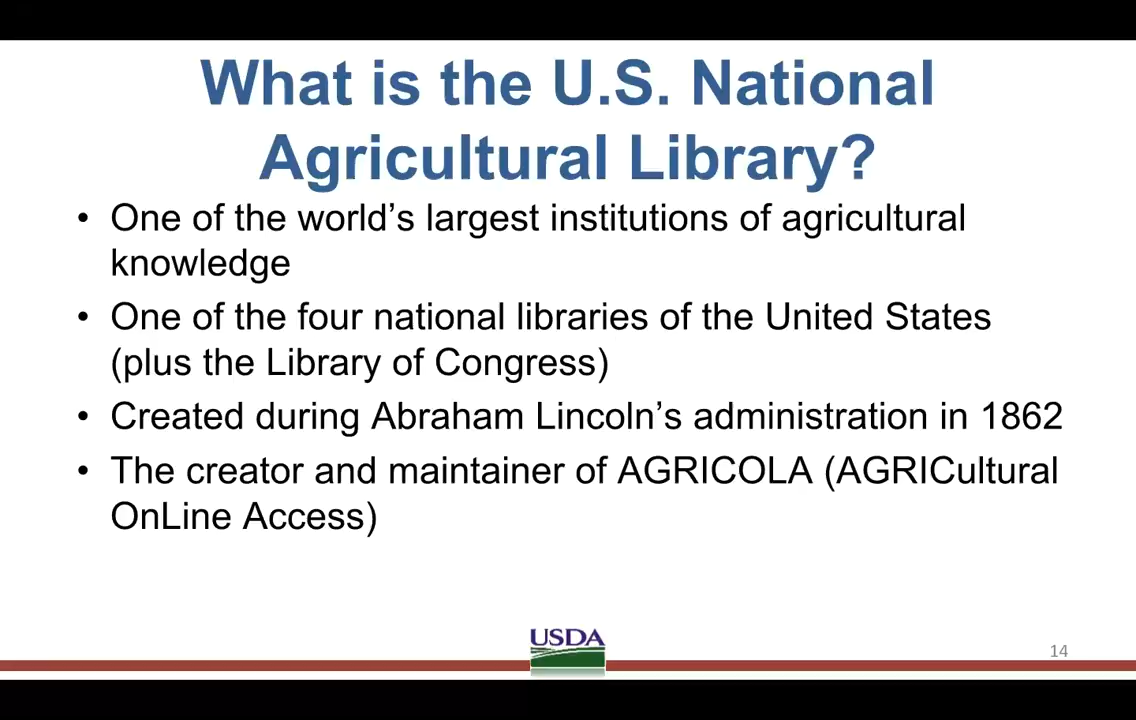 What is the U.S. National
Agricultural Library?
• One of the world’s largest institutions of agricultural
knowledge
• One of the four national libraries of the United States
(plus the Library of Congress)
• Created during Abraham Lincoln’s administration in 1862
• The creator and maintainer of AGRICOLA (AGRICultural
OnLine Access)
USDA
14